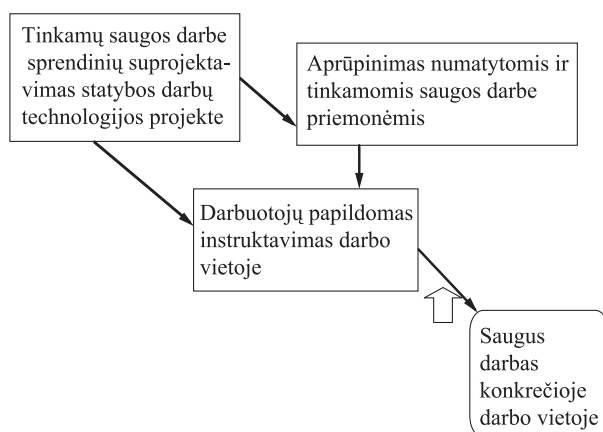 Tinkamų saugos darbe
sprendinių suprojekta-
vimas statybos darbų
technologijos projekte
Aprūpinimas numatytomis ir
tinkamomis saugos darbe
priemonėmis
Darbuotojų papildomas
instruktavimas darbo
vietoje
Saugus
darbas
konkrečioje
darbo vietoje